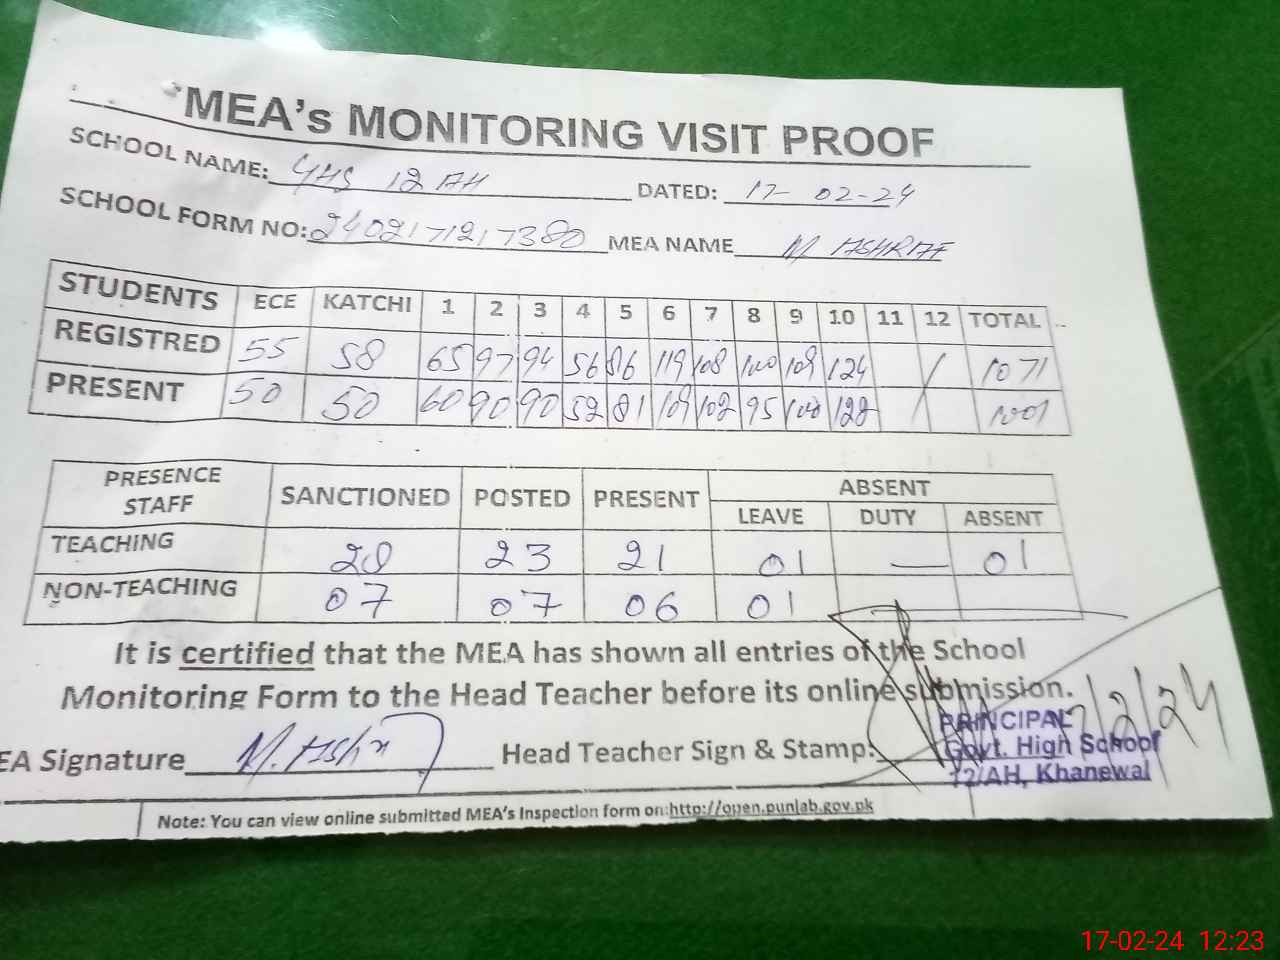 MEA's MONITORING VISIT PROOF
SCHOOL NAME: GHS 12 AH DATED: 17-02-24
SCHOOL FORM NO: 2402171217380 MEA NAME M ASHRAF
STUDENTS ECE KATCHI 1 2 3 4 5 6 7 8 9 10 11 12 TOTAL
REGISTRED 55 58 65 97 94 56 86 119 108 100 109 124 / 1071
PRESENT 50 50 60 90 90 52 81 109 102 95 100 122 / 1001
PRESENCE STAFF SANCTIONED POSTED PRESENT ABSENT
LEAVE DUTY ABSENT
TEACHING 28 23 21 01 — 01
NON-TEACHING 07 07 06 01
It is certified that the MEA has shown all entries of the School
Monitoring Form to the Head Teacher before its online submission.
EA Signature M. Ashr Head Teacher Sign & Stamp:
PRINCIPAL
Govt. High School
12/AH, Khanewal
17/2/24
Note: You can view online submitted MEA's Inspection form on:http://open.punjab.gov.pk
17-02-24 12:23